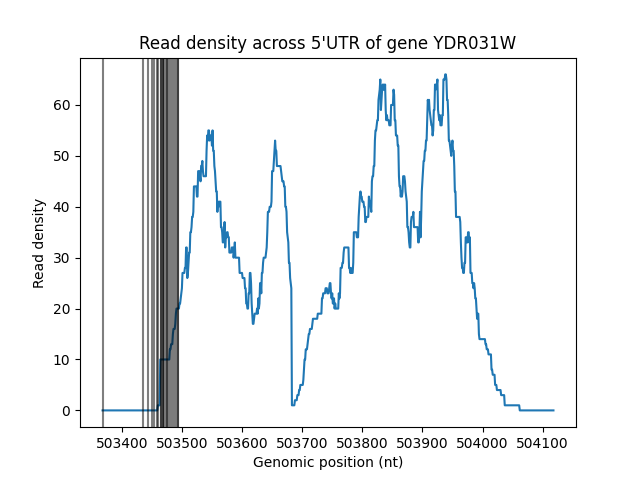 Read density across 5'UTR of gene YDR031W
Read density
60
50
40
30
20
10
0
503400 503500 503600 503700 503800 503900 504000 504100
Genomic position (nt)